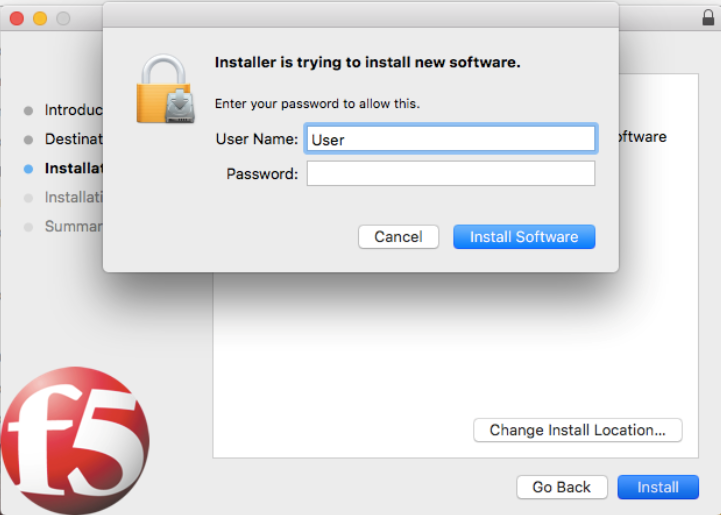 Installer is trying to install new software.
Enter your password to allow this.
User Name: User
Password:
Cancel
Install Software
Introduc
Destinat
Installat
Installati
Summar
oftware
Change Install Location...
Go Back
Install
f5